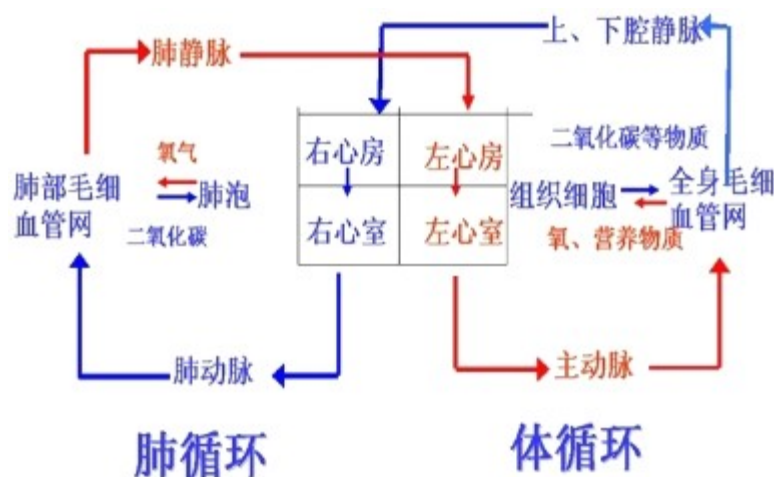 上、下腔静脉
肺静脉
二氧化碳等物质
右心房
左心房
氧气
肺部毛细
血管网
肺泡
组织细胞
全身毛细
血管网
二氧化碳
右心室
左心室
氧、营养物质
肺动脉
主动脉
肺循环
体循环